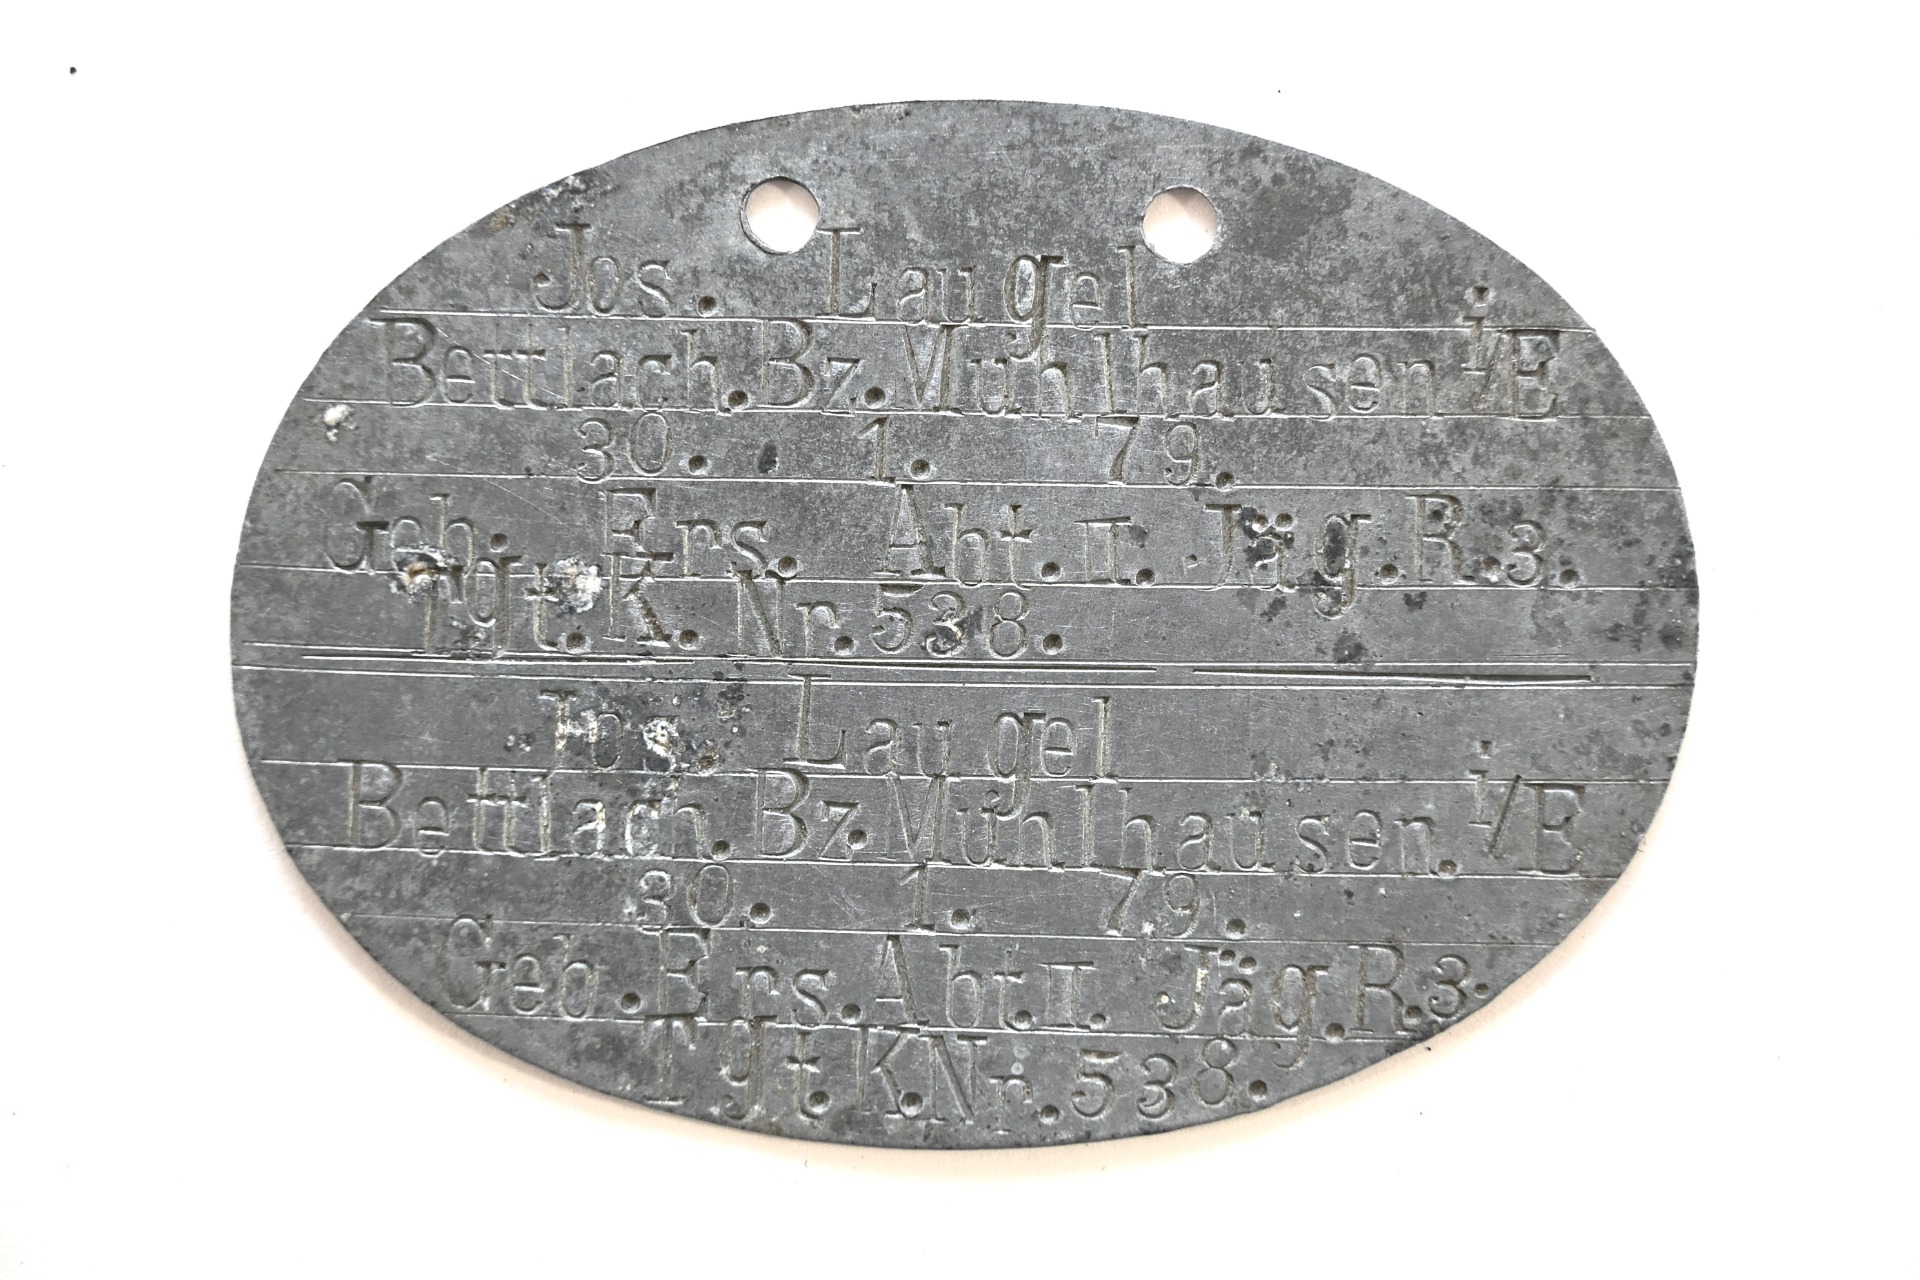 Jos. Laugel
Bettlach.Bz.Mühlhausen i/E
30. 1. 79.
Geb. Ers. Abt. II. Jäg.R.3.
Tgt.K. Nr.538.
Jos. Laugel
Bettlach.Bz.Mühlhausen. i/E
30. 1. 79.
Geb.Ers.Abt.II. Jäg.R.3.
Tgt.K.Nr.538.